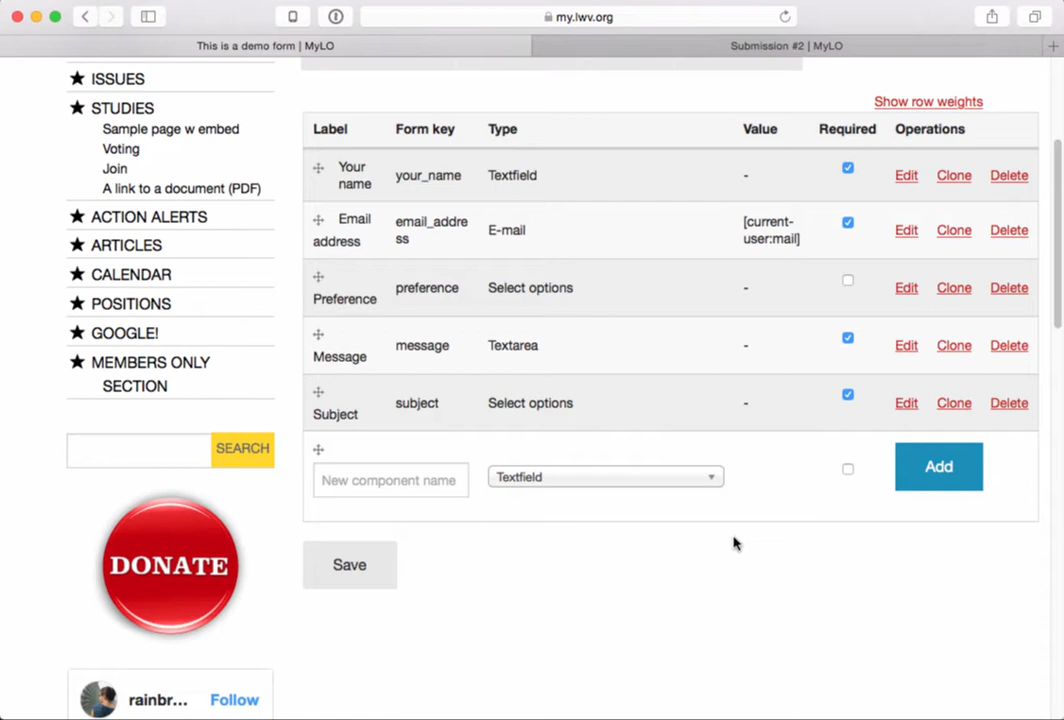 my.lwv.org
This is a demo form | MyLO
Submission #2 | MyLO
ISSUES
STUDIES
Sample page w embed
Voting
Join
A link to a document (PDF)
ACTION ALERTS
ARTICLES
CALENDAR
POSITIONS
GOOGLE!
MEMBERS ONLY
SECTION
SEARCH
DONATE
rainbr... Follow
Show row weights
Label Form key Type Value Required Operations
Your
name your_name Textfield - Edit Clone Delete
Email
address
email_addre
ss
E-mail
[current-
user:mail]
Edit Clone Delete
Preference preference Select options - Edit Clone Delete
Message message Textarea - Edit Clone Delete
Subject subject Select options - Edit Clone Delete
New component name Textfield Add
Save